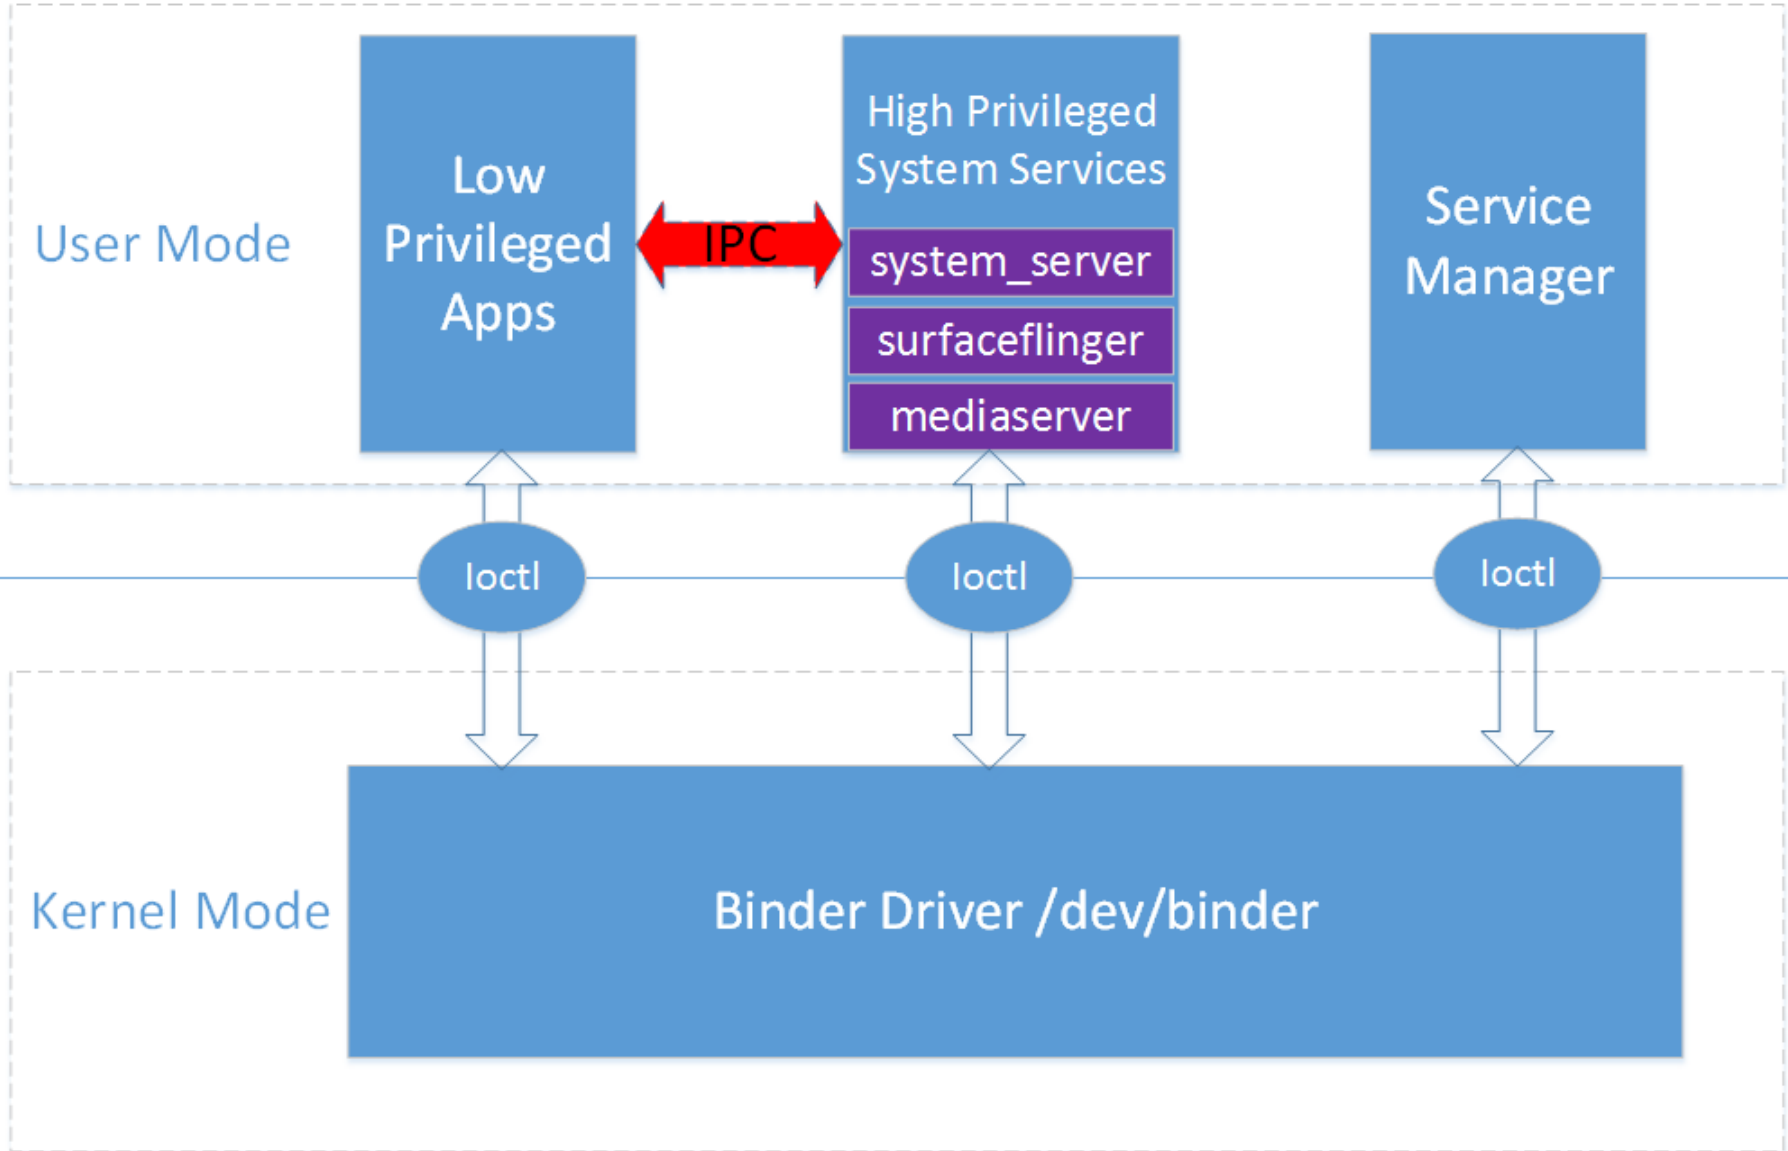 User Mode
Low
Privileged
Apps
IPC
High Privileged
System Services
system_server
surfaceflinger
mediaserver
Service
Manager
Ioctl
Ioctl
Ioctl
Kernel Mode
Binder Driver /dev/binder